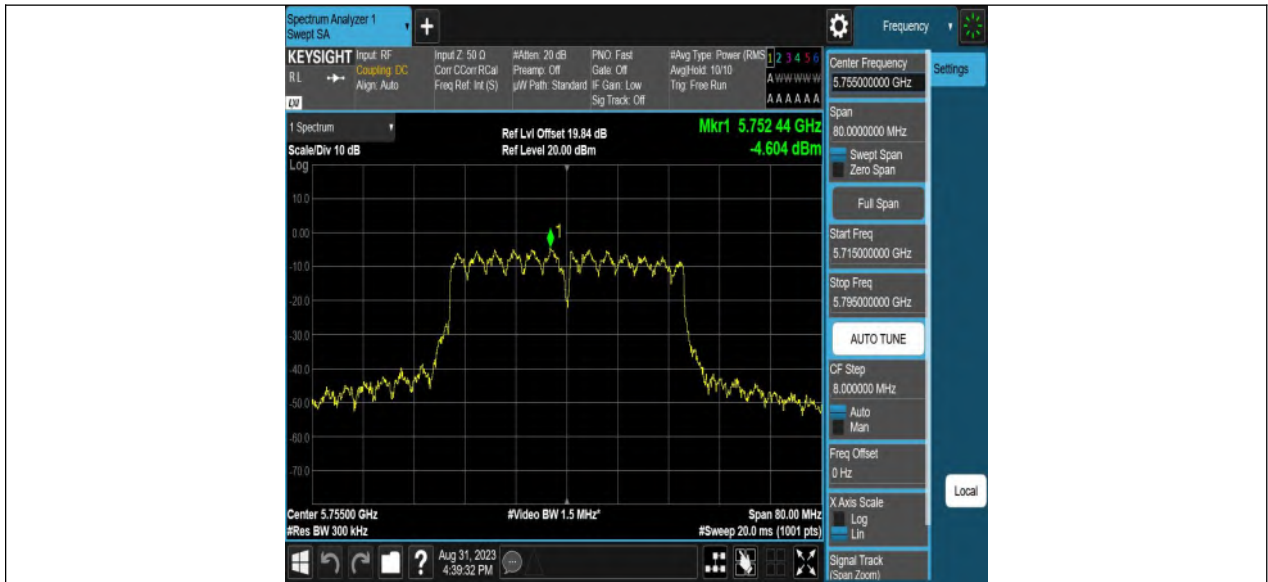 Spectrum Analyzer 1
Swept SA
+
Frequency
KEYSIGHT
RL
LXI
Input: RF
Coupling: DC
Align: Auto
Input Z: 50 Ω
Corr CCorr RCal
Freq Ref: Int (S)
#Atten: 20 dB
Preamp: Off
µW Path: Standard
PNO: Fast
Gate: Off
IF Gain: Low
Sig Track: Off
#Avg Type: Power (RMS
Avg|Hold: 10/10
Trig: Free Run
1 2 3 4 5 6
A W W W W W
A A A A A A
Center Frequency
5.755000000 GHz
Settings
1 Spectrum
Scale/Div 10 dB
Ref Lvl Offset 19.84 dB
Ref Level 20.00 dBm
Mkr1 5.752 44 GHz
-4.604 dBm
Log
10.0
0.00
-10.0
-20.0
-30.0
-40.0
-50.0
-60.0
-70.0
1
Center 5.75500 GHz
#Res BW 300 kHz
#Video BW 1.5 MHz*
Span 80.00 MHz
#Sweep 20.0 ms (1001 pts)
Span
80.0000000 MHz
Swept Span
Zero Span
Full Span
Start Freq
5.715000000 GHz
Stop Freq
5.795000000 GHz
AUTO TUNE
CF Step
8.000000 MHz
Auto
Man
Freq Offset
0 Hz
X Axis Scale
Log
Lin
Signal Track
(Span Zoom)
Local
?
Aug 31, 2023
4:39:32 PM